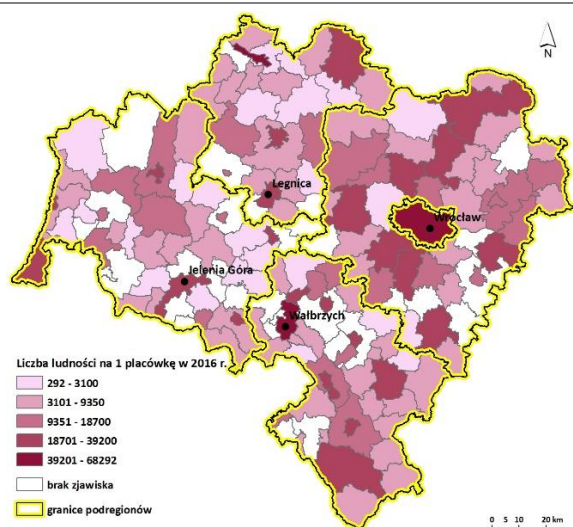 N
Legnica
Wrocław
Jelenia Góra
Wałbrzych
Liczba ludności na 1 placówkę w 2016 r.
292 - 3100
3101 - 9350
9351 - 18700
18701 - 39200
39201 - 68292
brak zjawiska
granice podregionów
0 5 10 20 km